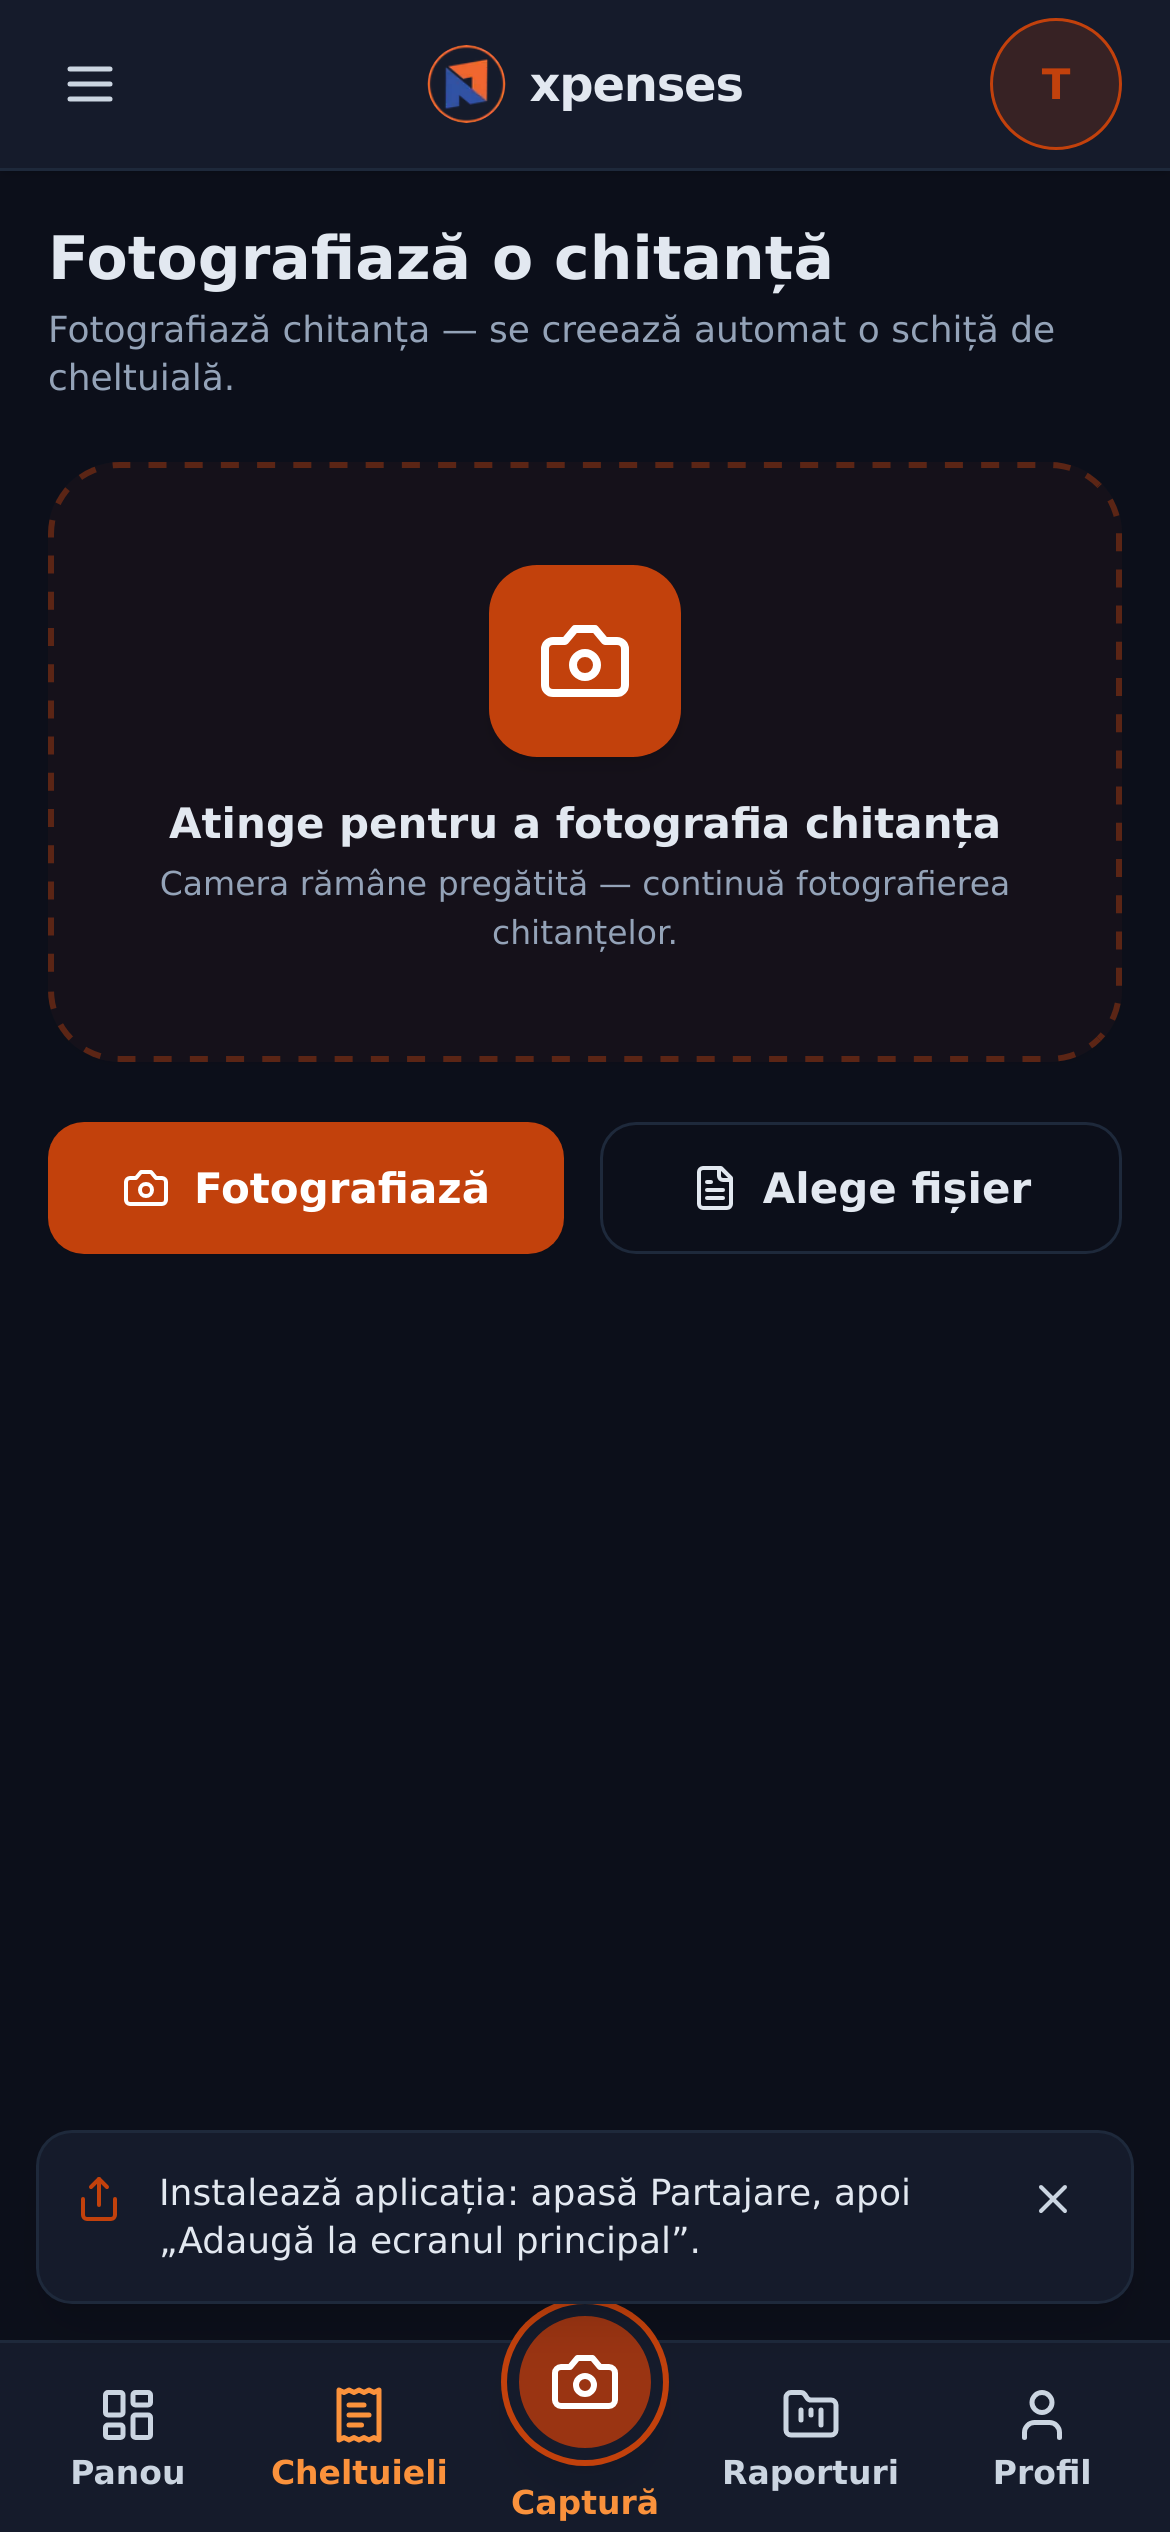 xpenses
T
Fotografiază o chitanță
Fotografiază chitanța — se creează automat o schiță de
cheltuială.
Atinge pentru a fotografia chitanța
Camera rămâne pregătită — continuă fotografierea
chitanțelor.
Fotografiază
Alege fișier
Instalează aplicația: apasă Partajare, apoi
„Adaugă la ecranul principal”.
Panou
Cheltuieli
Captură
Raporturi
Profil